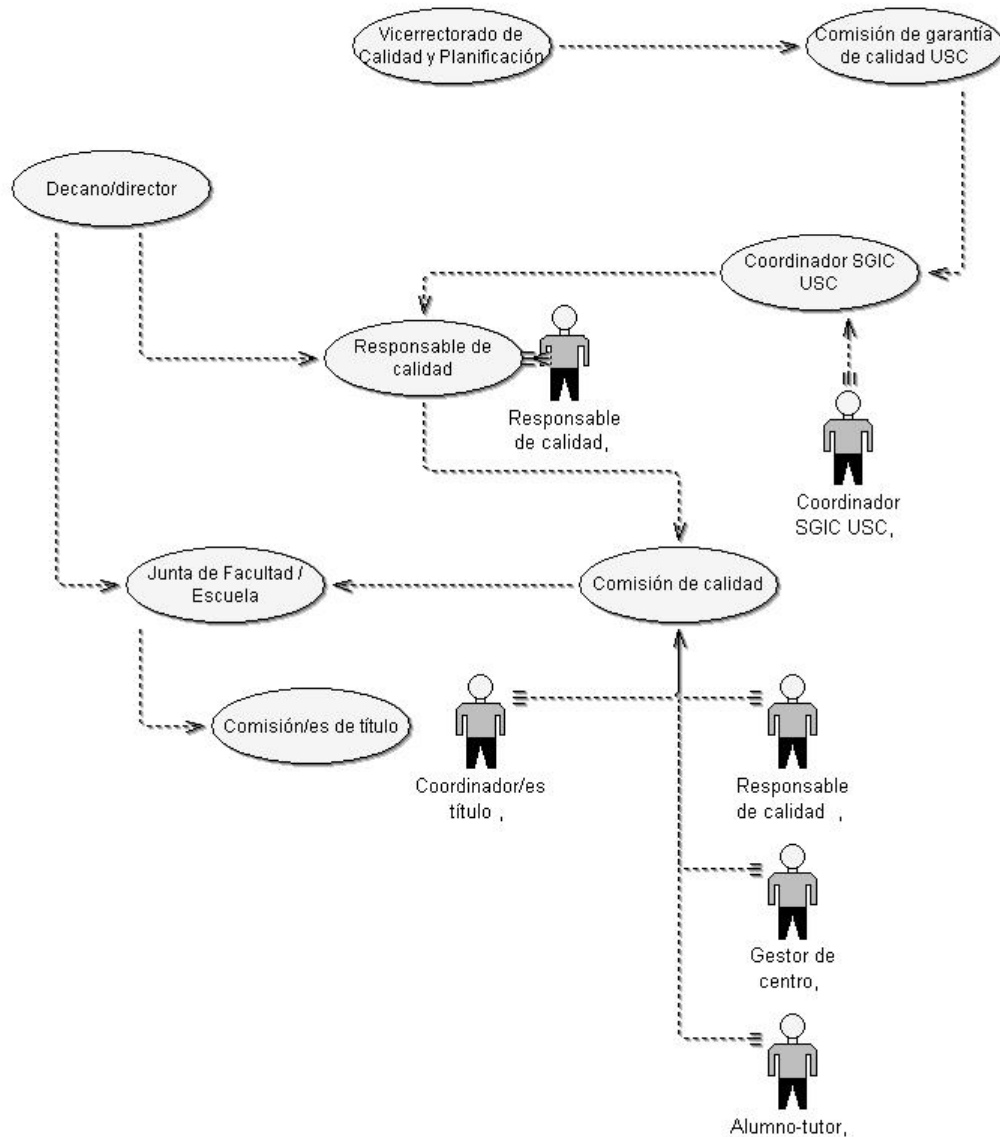 Vicerrectorado de
Calidad y Planificación
Comisión de garantía
de calidad USC
Decano/director
Coordinador SGIC
USC
Responsable de
calidad
Responsable
de calidad,
Coordinador
SGIC USC,
Junta de Facultad /
Escuela
Comisión de calidad
Comisión/es de título
Coordinador/es
título ,
Responsable
de calidad ,
Gestor de
centro,
Alumno-tutor,